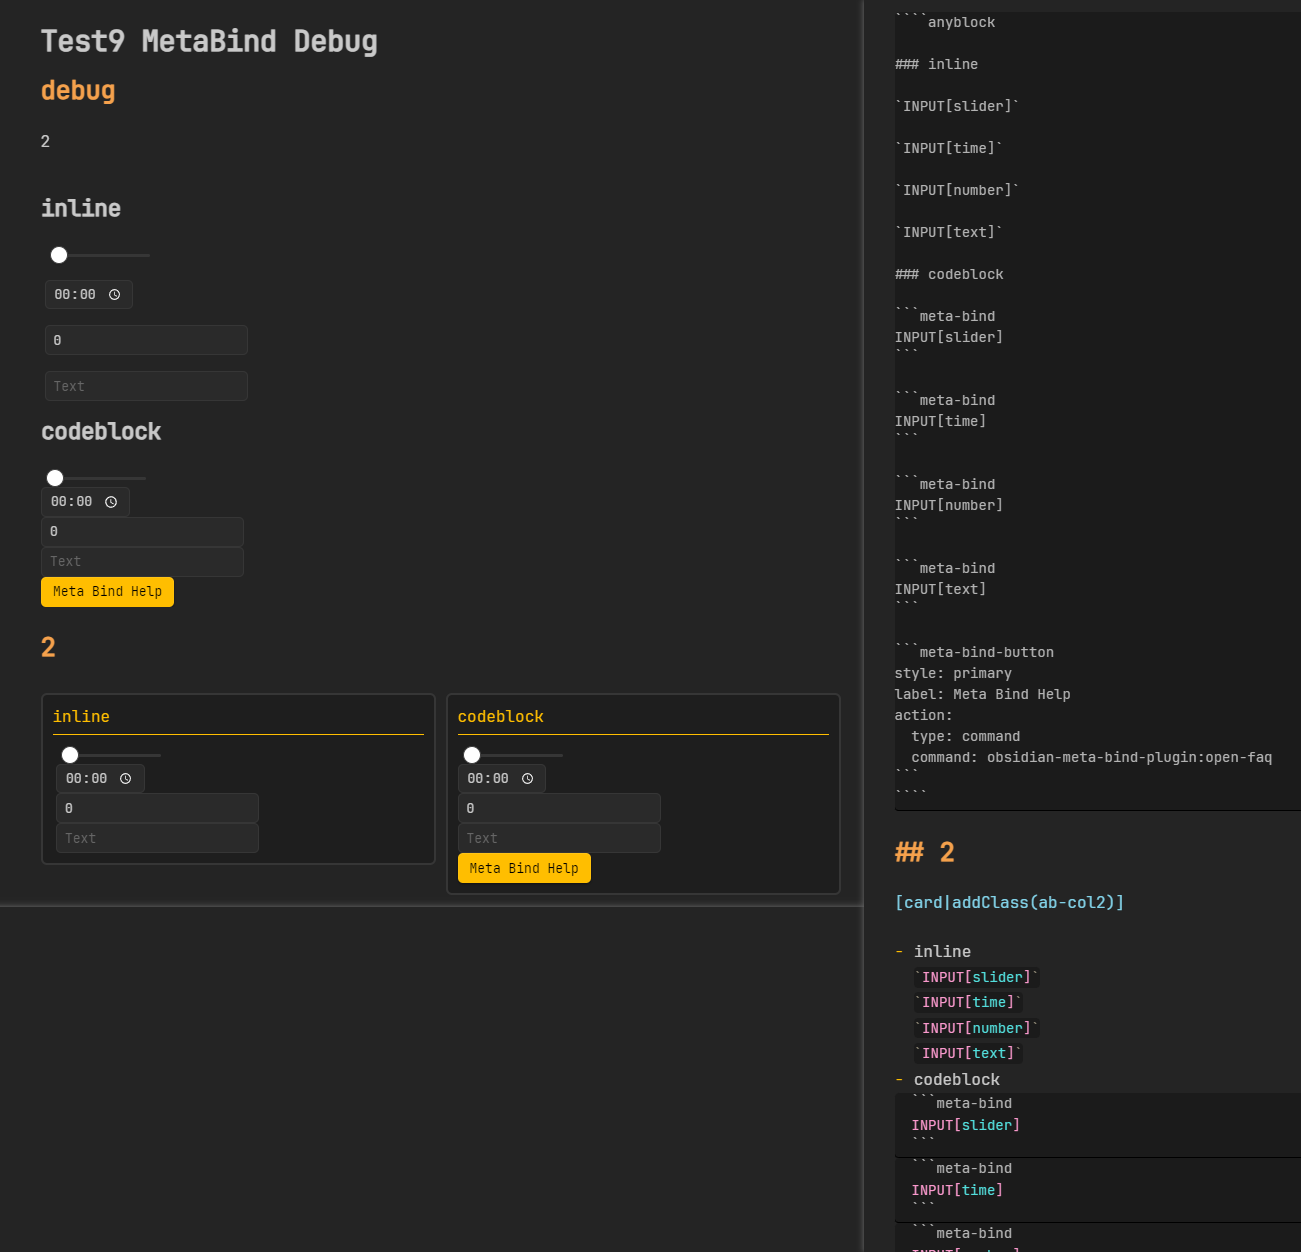 Test9 MetaBind Debug
debug
2
inline
00:00
0
Text
codeblock
00:00
0
Text
Meta Bind Help
2
inline
00:00
0
Text
codeblock
00:00
0
Text
Meta Bind Help
````anyblock
### inline
`INPUT[slider]`
`INPUT[time]`
`INPUT[number]`
`INPUT[text]`
### codeblock
```meta-bind
INPUT[slider]
```
```meta-bind
INPUT[time]
```
```meta-bind
INPUT[number]
```
```meta-bind
INPUT[text]
```
```meta-bind-button
style: primary
label: Meta Bind Help
action:
  type: command
  command: obsidian-meta-bind-plugin:open-faq
```
````
## 2
[card|addClass(ab-col2)]
- inline
  `INPUT[slider]`
  `INPUT[time]`
  `INPUT[number]`
  `INPUT[text]`
- codeblock
  ```meta-bind
  INPUT[slider]
  ```
  ```meta-bind
  INPUT[time]
  ```
  ```meta-bind